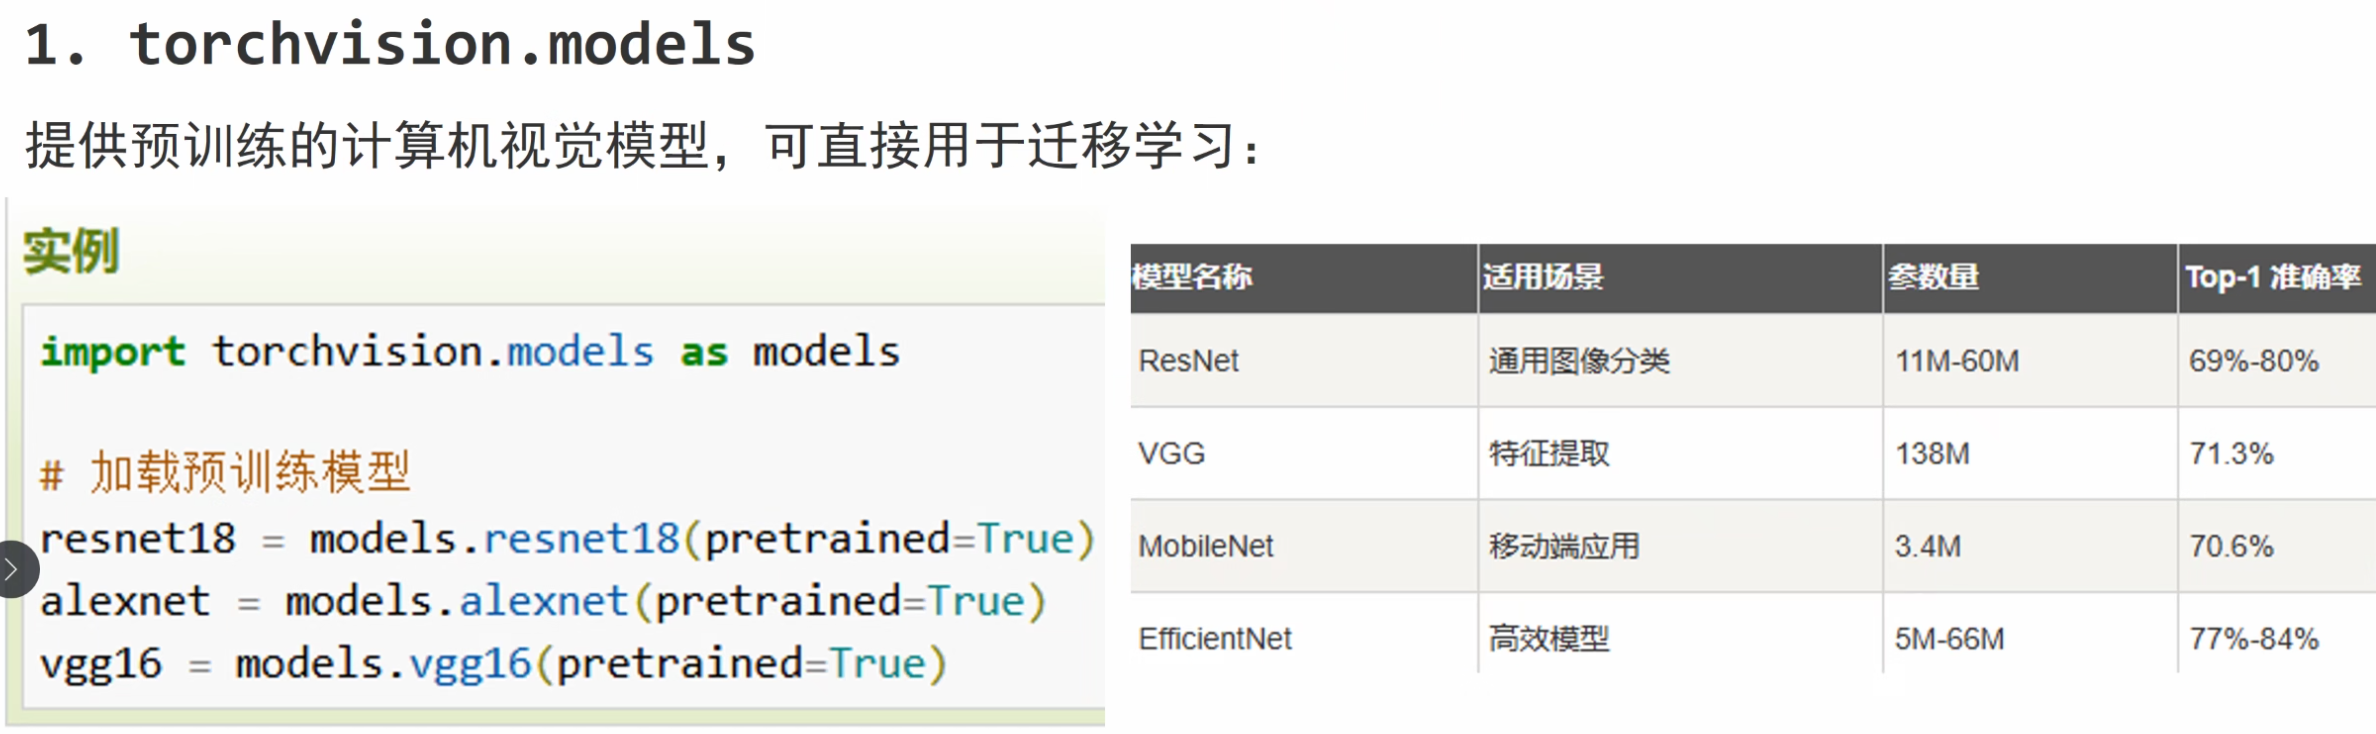 1. torchvision.models
提供预训练的计算机视觉模型，可直接用于迁移学习：
实例
import torchvision.models as models
# 加载预训练模型
resnet18 = models.resnet18(pretrained=True)
alexnet = models.alexnet(pretrained=True)
vgg16 = models.vgg16(pretrained=True)
模型名称 适用场景 参数量 Top-1 准确率
ResNet 通用图像分类 11M-60M 69%-80%
VGG 特征提取 138M 71.3%
MobileNet 移动端应用 3.4M 70.6%
EfficientNet 高效模型 5M-66M 77%-84%